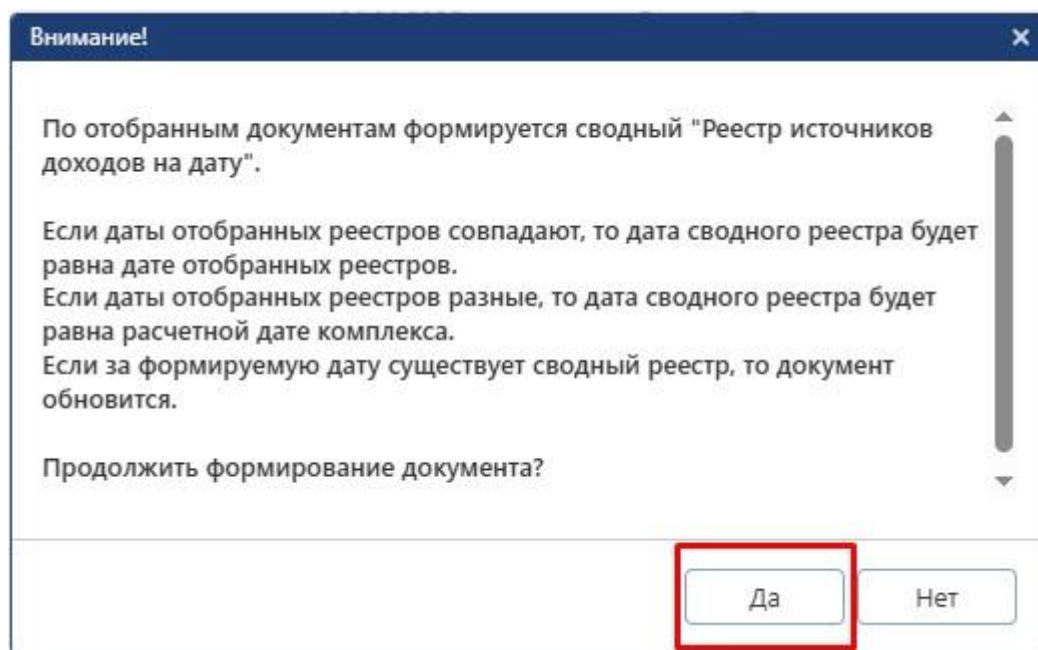 Внимание!
По отобранным документам формируется сводный "Реестр источников
доходов на дату".
Если даты отобранных реестров совпадают, то дата сводного реестра будет
равна дате отобранных реестров.
Если даты отобранных реестров разные, то дата сводного реестра будет
равна расчетной дате комплекса.
Если за формируемую дату существует сводный реестр, то документ
обновится.
Продолжить формирование документа?
Да
Нет